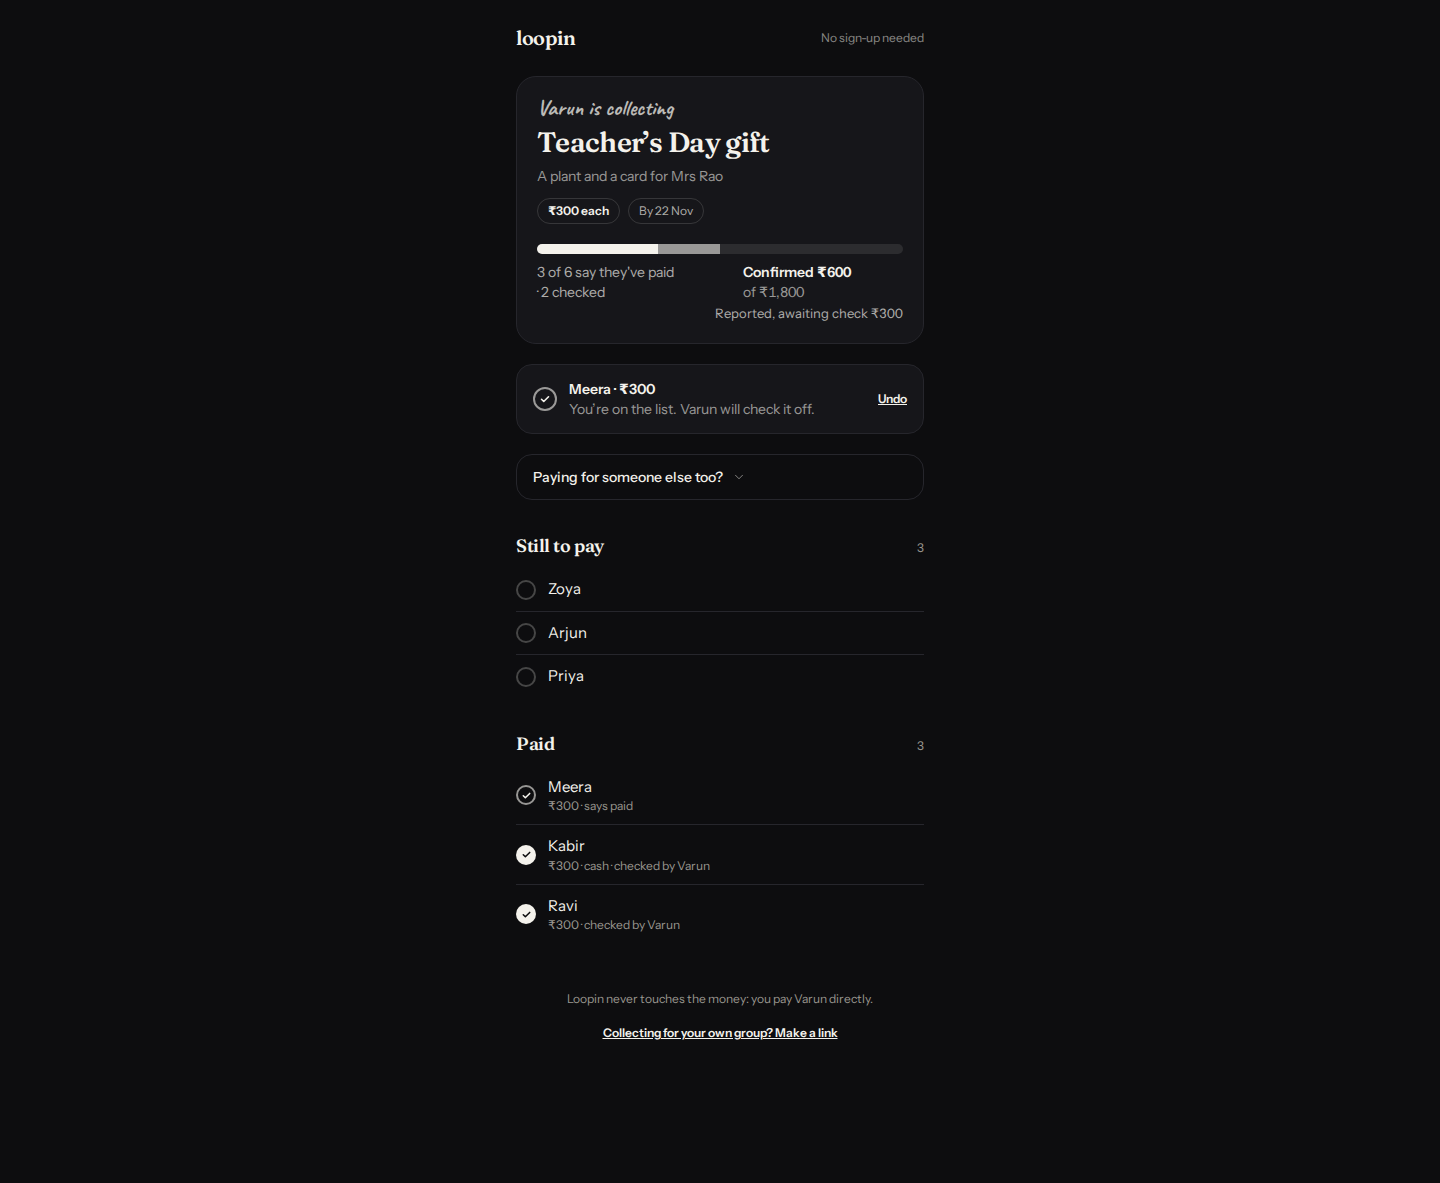 loopin
No sign-up needed
Varun is collecting
Teacher’s Day gift
A plant and a card for Mrs Rao
₹300 each
By 22 Nov
3 of 6 say they've paid
· 2 checked
Confirmed ₹600
of ₹1,800
Reported, awaiting check ₹300
Meera · ₹300
You're on the list. Varun will check it off.
Undo
Paying for someone else too?
Still to pay
3
Zoya
Arjun
Priya
Paid
3
Meera
₹300 · says paid
Kabir
₹300 · cash · checked by Varun
Ravi
₹300 · checked by Varun
Loopin never touches the money: you pay Varun directly.
Collecting for your own group? Make a link